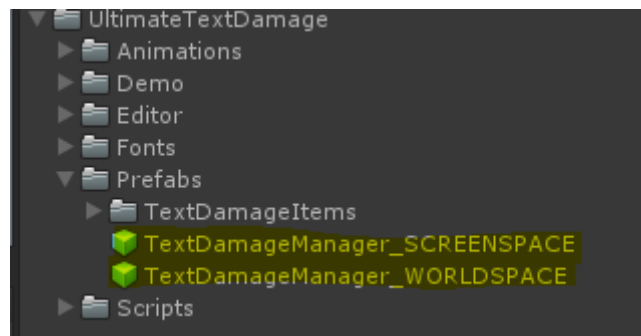 UltimateTextDamage
Animations
Demo
Editor
Fonts
Prefabs
TextDamageItems
TextDamageManager_SCREENSPACE
TextDamageManager_WORLDSPACE
Scripts